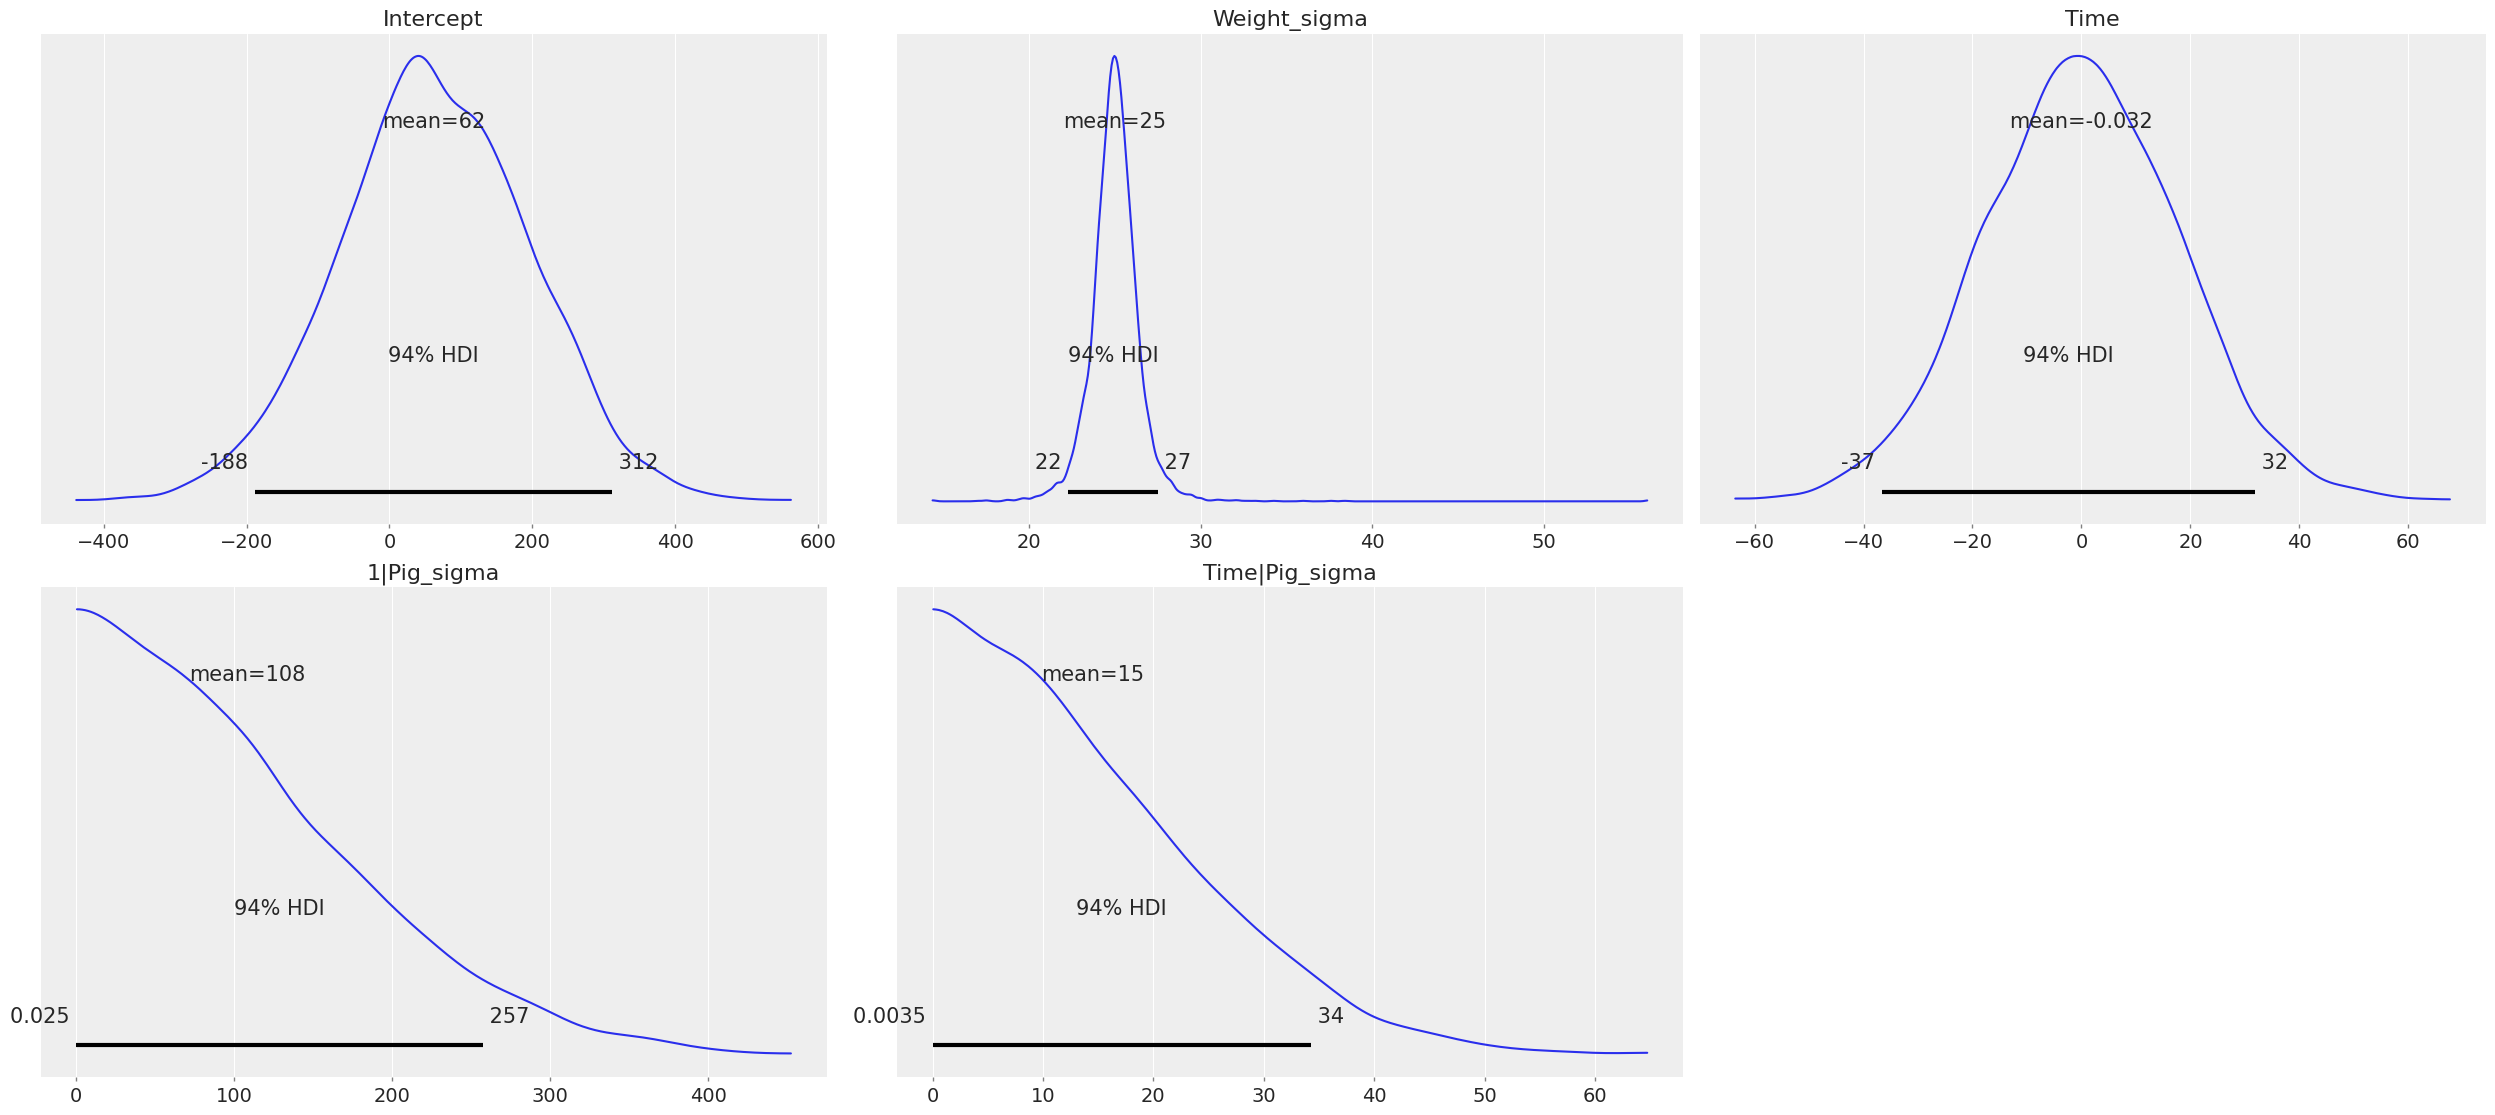 Intercept
mean=62
94% HDI
-188
312
−400 −200 0 200 400 600
Weight_sigma
mean=25
94% HDI
22
27
20 30 40 50
Time
mean=-0.032
94% HDI
-37
32
−60 −40 −20 0 20 40 60
1|Pig_sigma
mean=108
94% HDI
0.025
257
0 100 200 300 400
Time|Pig_sigma
mean=15
94% HDI
0.0035
34
0 10 20 30 40 50 60